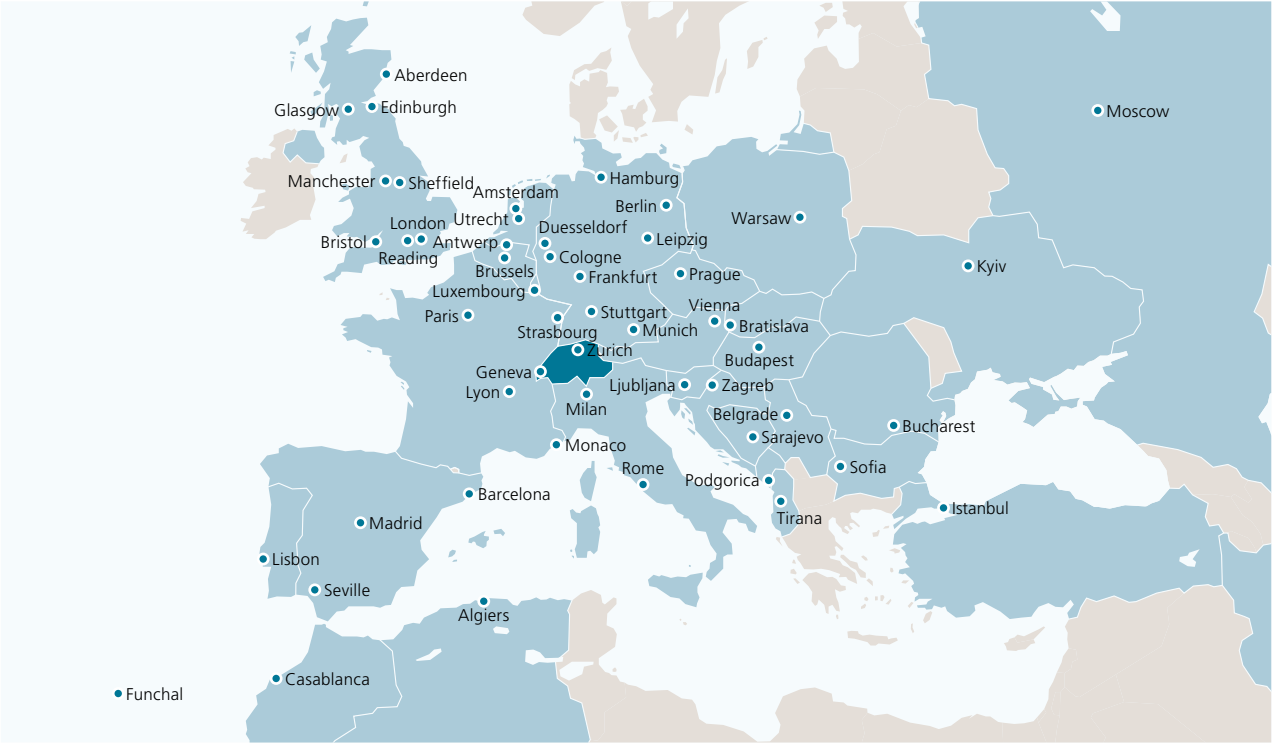 Aberdeen
Glasgow
Edinburgh
Moscow
Manchester
Sheffield
Hamburg
Amsterdam
Berlin
Utrecht
Warsaw
London
Duesseldorf
Bristol
Antwerp
Leipzig
Reading
Cologne
Brussels
Kyiv
Frankfurt
Prague
Luxembourg
Vienna
Paris
Stuttgart
Strasbourg
Munich
Bratislava
Zurich
Budapest
Geneva
Lyon
Ljubljana
Zagreb
Milan
Belgrade
Bucharest
Sarajevo
Monaco
Rome
Sofia
Podgorica
Barcelona
Istanbul
Tirana
Madrid
Lisbon
Seville
Algiers
Casablanca
Funchal